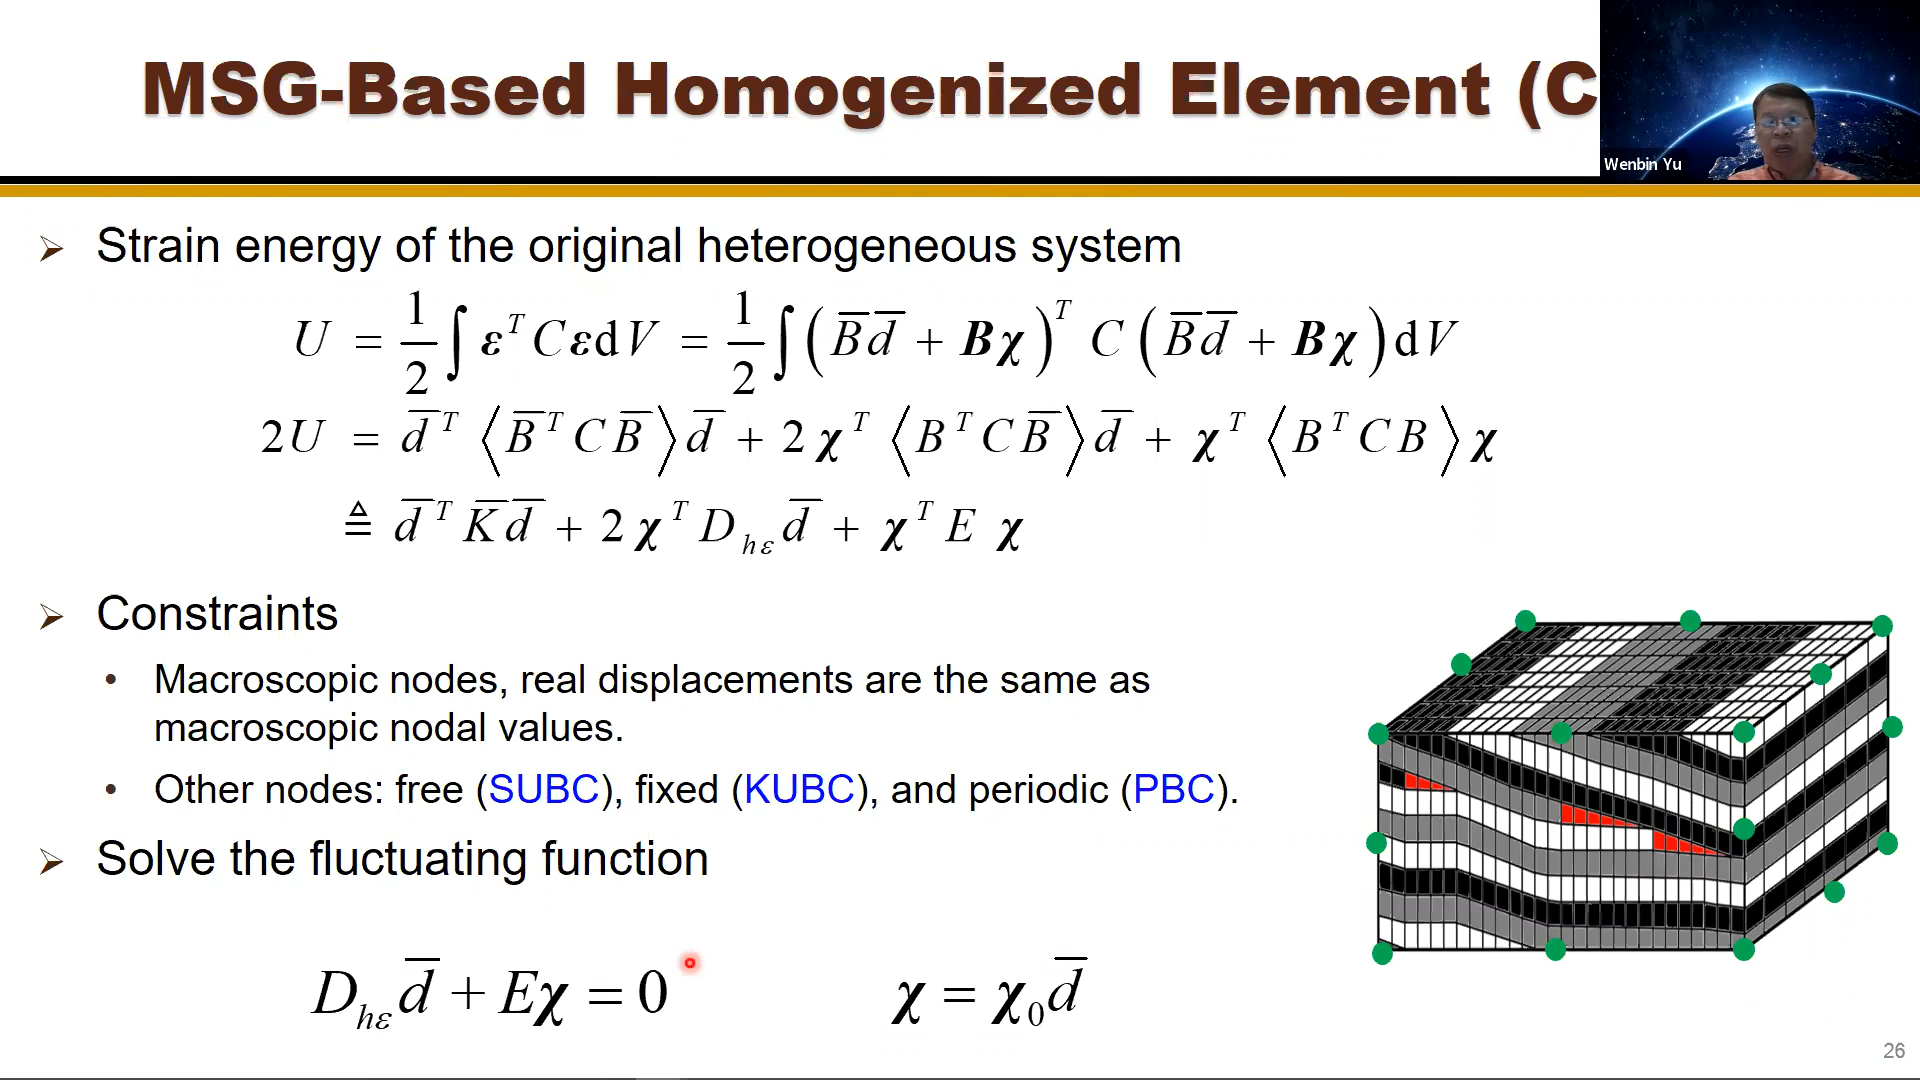 MSG-Based Homogenized Element (C
Wenbin Yu
➢ Strain energy of the original heterogeneous system
U = 1/2 ∫ ε^T C ε dV = 1/2 ∫ (B̅ d̅ + Bχ)^T C (B̅ d̅ + Bχ) dV
2U = d̅^T ⟨B̅^T C B̅⟩ d̅ + 2χ^T ⟨B^T C B̅⟩ d̅ + χ^T ⟨B^T C B⟩ χ
≜ d̅^T K̅ d̅ + 2χ^T D_hε d̅ + χ^T E χ
➢ Constraints
• Macroscopic nodes, real displacements are the same as
macroscopic nodal values.
• Other nodes: free (SUBC), fixed (KUBC), and periodic (PBC).
➢ Solve the fluctuating function
D_hε d̅ + Eχ = 0 χ = χ₀ d̅
26